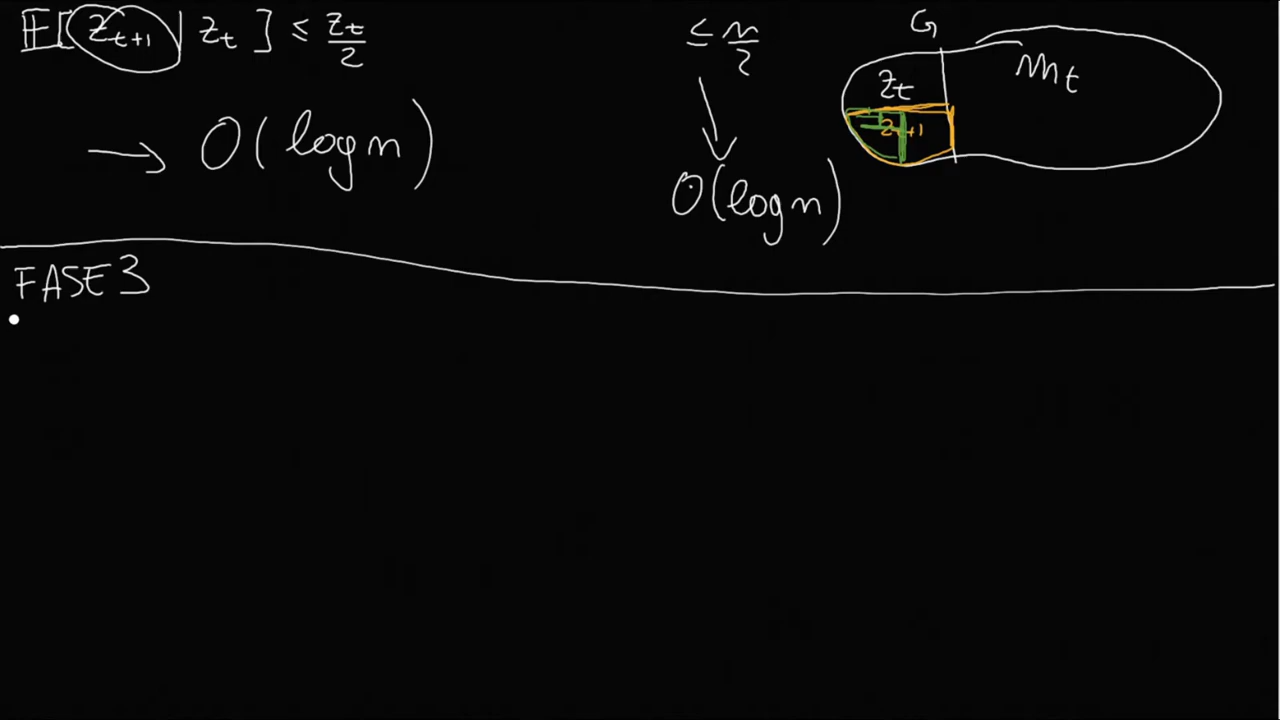 𝔼[ Z_{t+1} | Z_t ] ≤ Z_t/2
→ O(log n)
≤ n/2
O(log n)
G
Z_t
m_t
Z_{t+1}
FASE 3